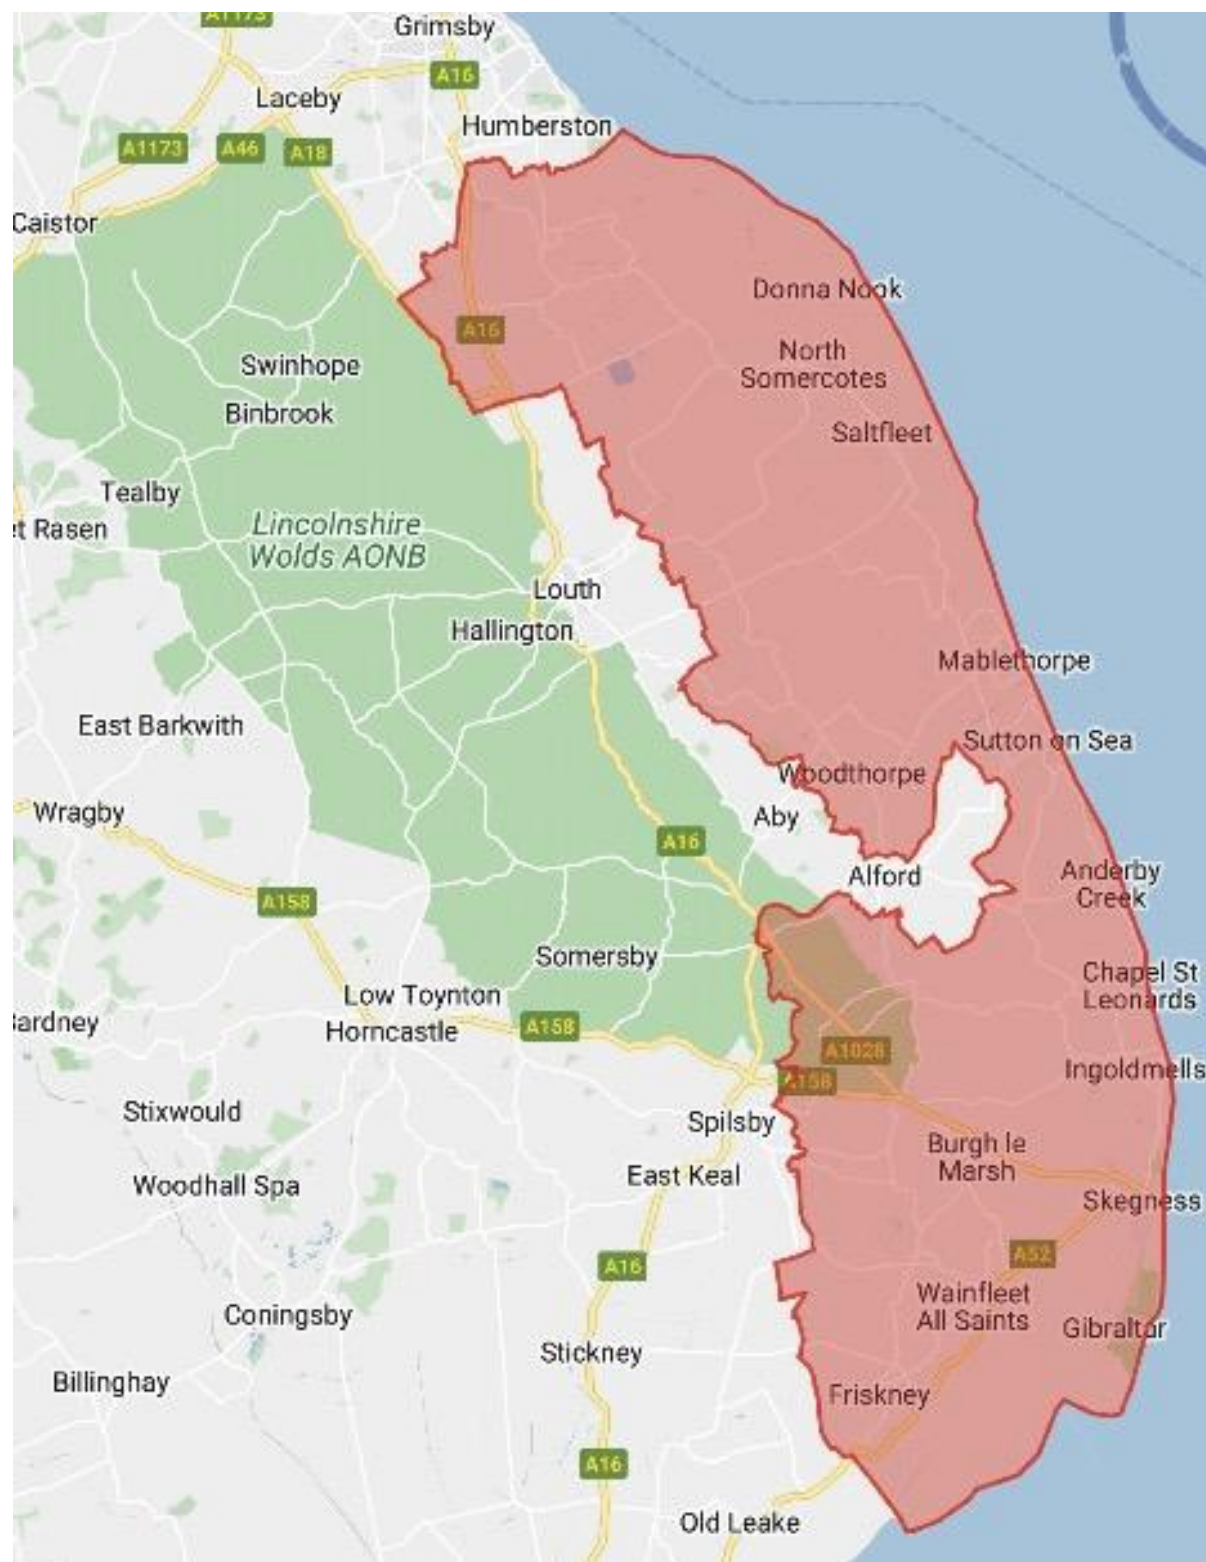 A1173
Grimsby
A16
Laceby
Humberston
A1173
A46
A18
Caistor
Donna Nook
A16
North
Somercotes
Swinhope
Binbrook
Saltfleet
Tealby
et Rasen
Lincolnshire
Wolds AONB
Louth
Hallington
Mablethorpe
East Barkwith
Sutton on Sea
Woodthorpe
Wragby
Aby
A16
Alford
Anderby
Creek
A158
Somersby
Chapel St
Leonards
Low Toynton
Horncastle
Bardney
A158
A1028
A158
Ingoldmells
Stixwould
Spilsby
Burgh le
Marsh
East Keal
Woodhall Spa
Skegness
A52
A16
Wainfleet
All Saints
Coningsby
Gibraltar
Stickney
Billinghay
Friskney
A16
Old Leake